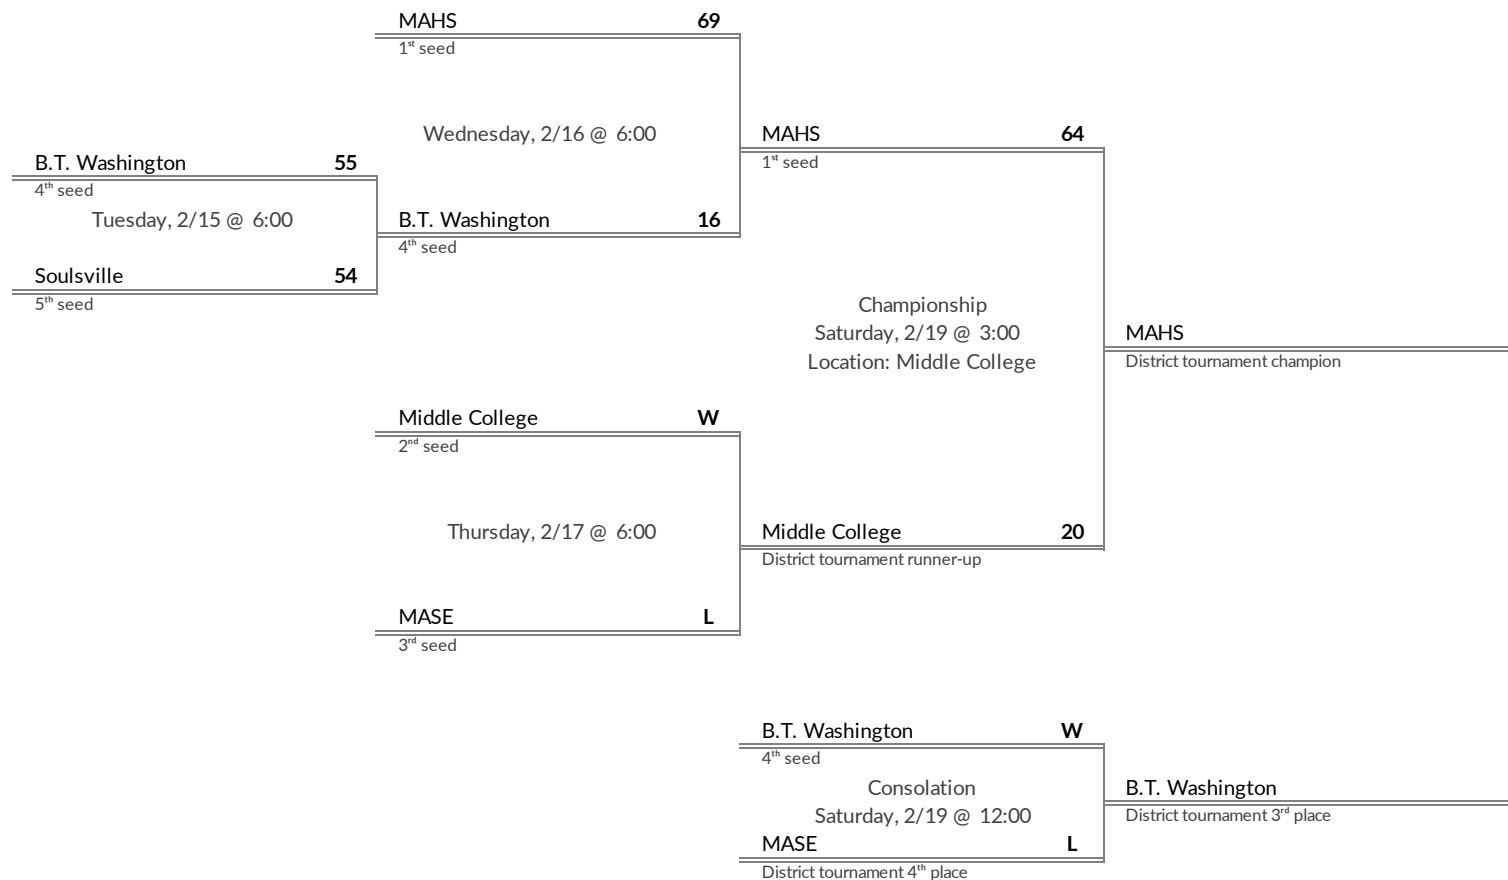 MAHS 69
1st seed
Wednesday, 2/16 @ 6:00
MAHS 64
1st seed
B.T. Washington 55
4th seed
Tuesday, 2/15 @ 6:00
B.T. Washington 16
4th seed
Soulsville 54
5th seed
Championship
Saturday, 2/19 @ 3:00
Location: Middle College
MAHS
District tournament champion
Middle College W
2nd seed
Thursday, 2/17 @ 6:00
Middle College 20
District tournament runner-up
MASE L
3rd seed
B.T. Washington W
4th seed
Consolation
Saturday, 2/19 @ 12:00
B.T. Washington
District tournament 3rd place
MASE L
District tournament 4th place